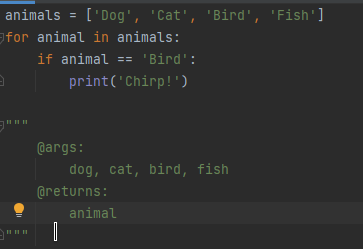 animals = ['Dog', 'Cat', 'Bird', 'Fish']
for animal in animals:
    if animal == 'Bird':
        print('Chirp!')
"""
    @args:
        dog, cat, bird, fish
    @returns:
        animal
"""